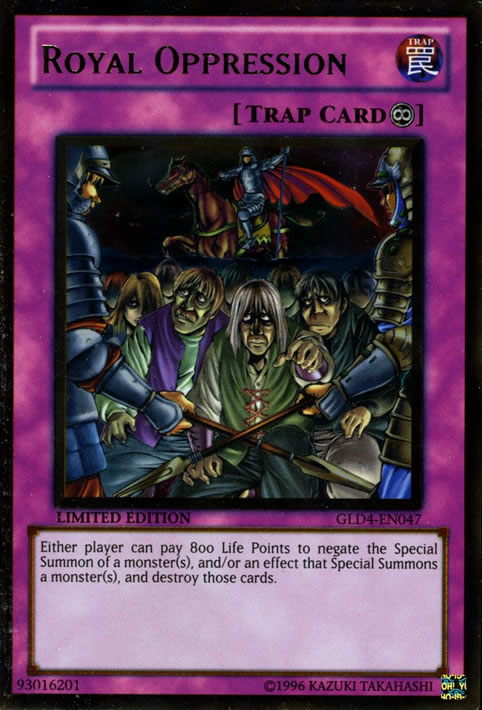 ROYAL OPPRESSION
TRAP
罠
[ TRAP CARD ]
LIMITED EDITION
GLD4-EN047
Either player can pay 800 Life Points to negate the Special
Summon of a monster(s), and/or an effect that Special Summons
a monster(s), and destroy those cards.
93016201
©1996 KAZUKI TAKAHASHI